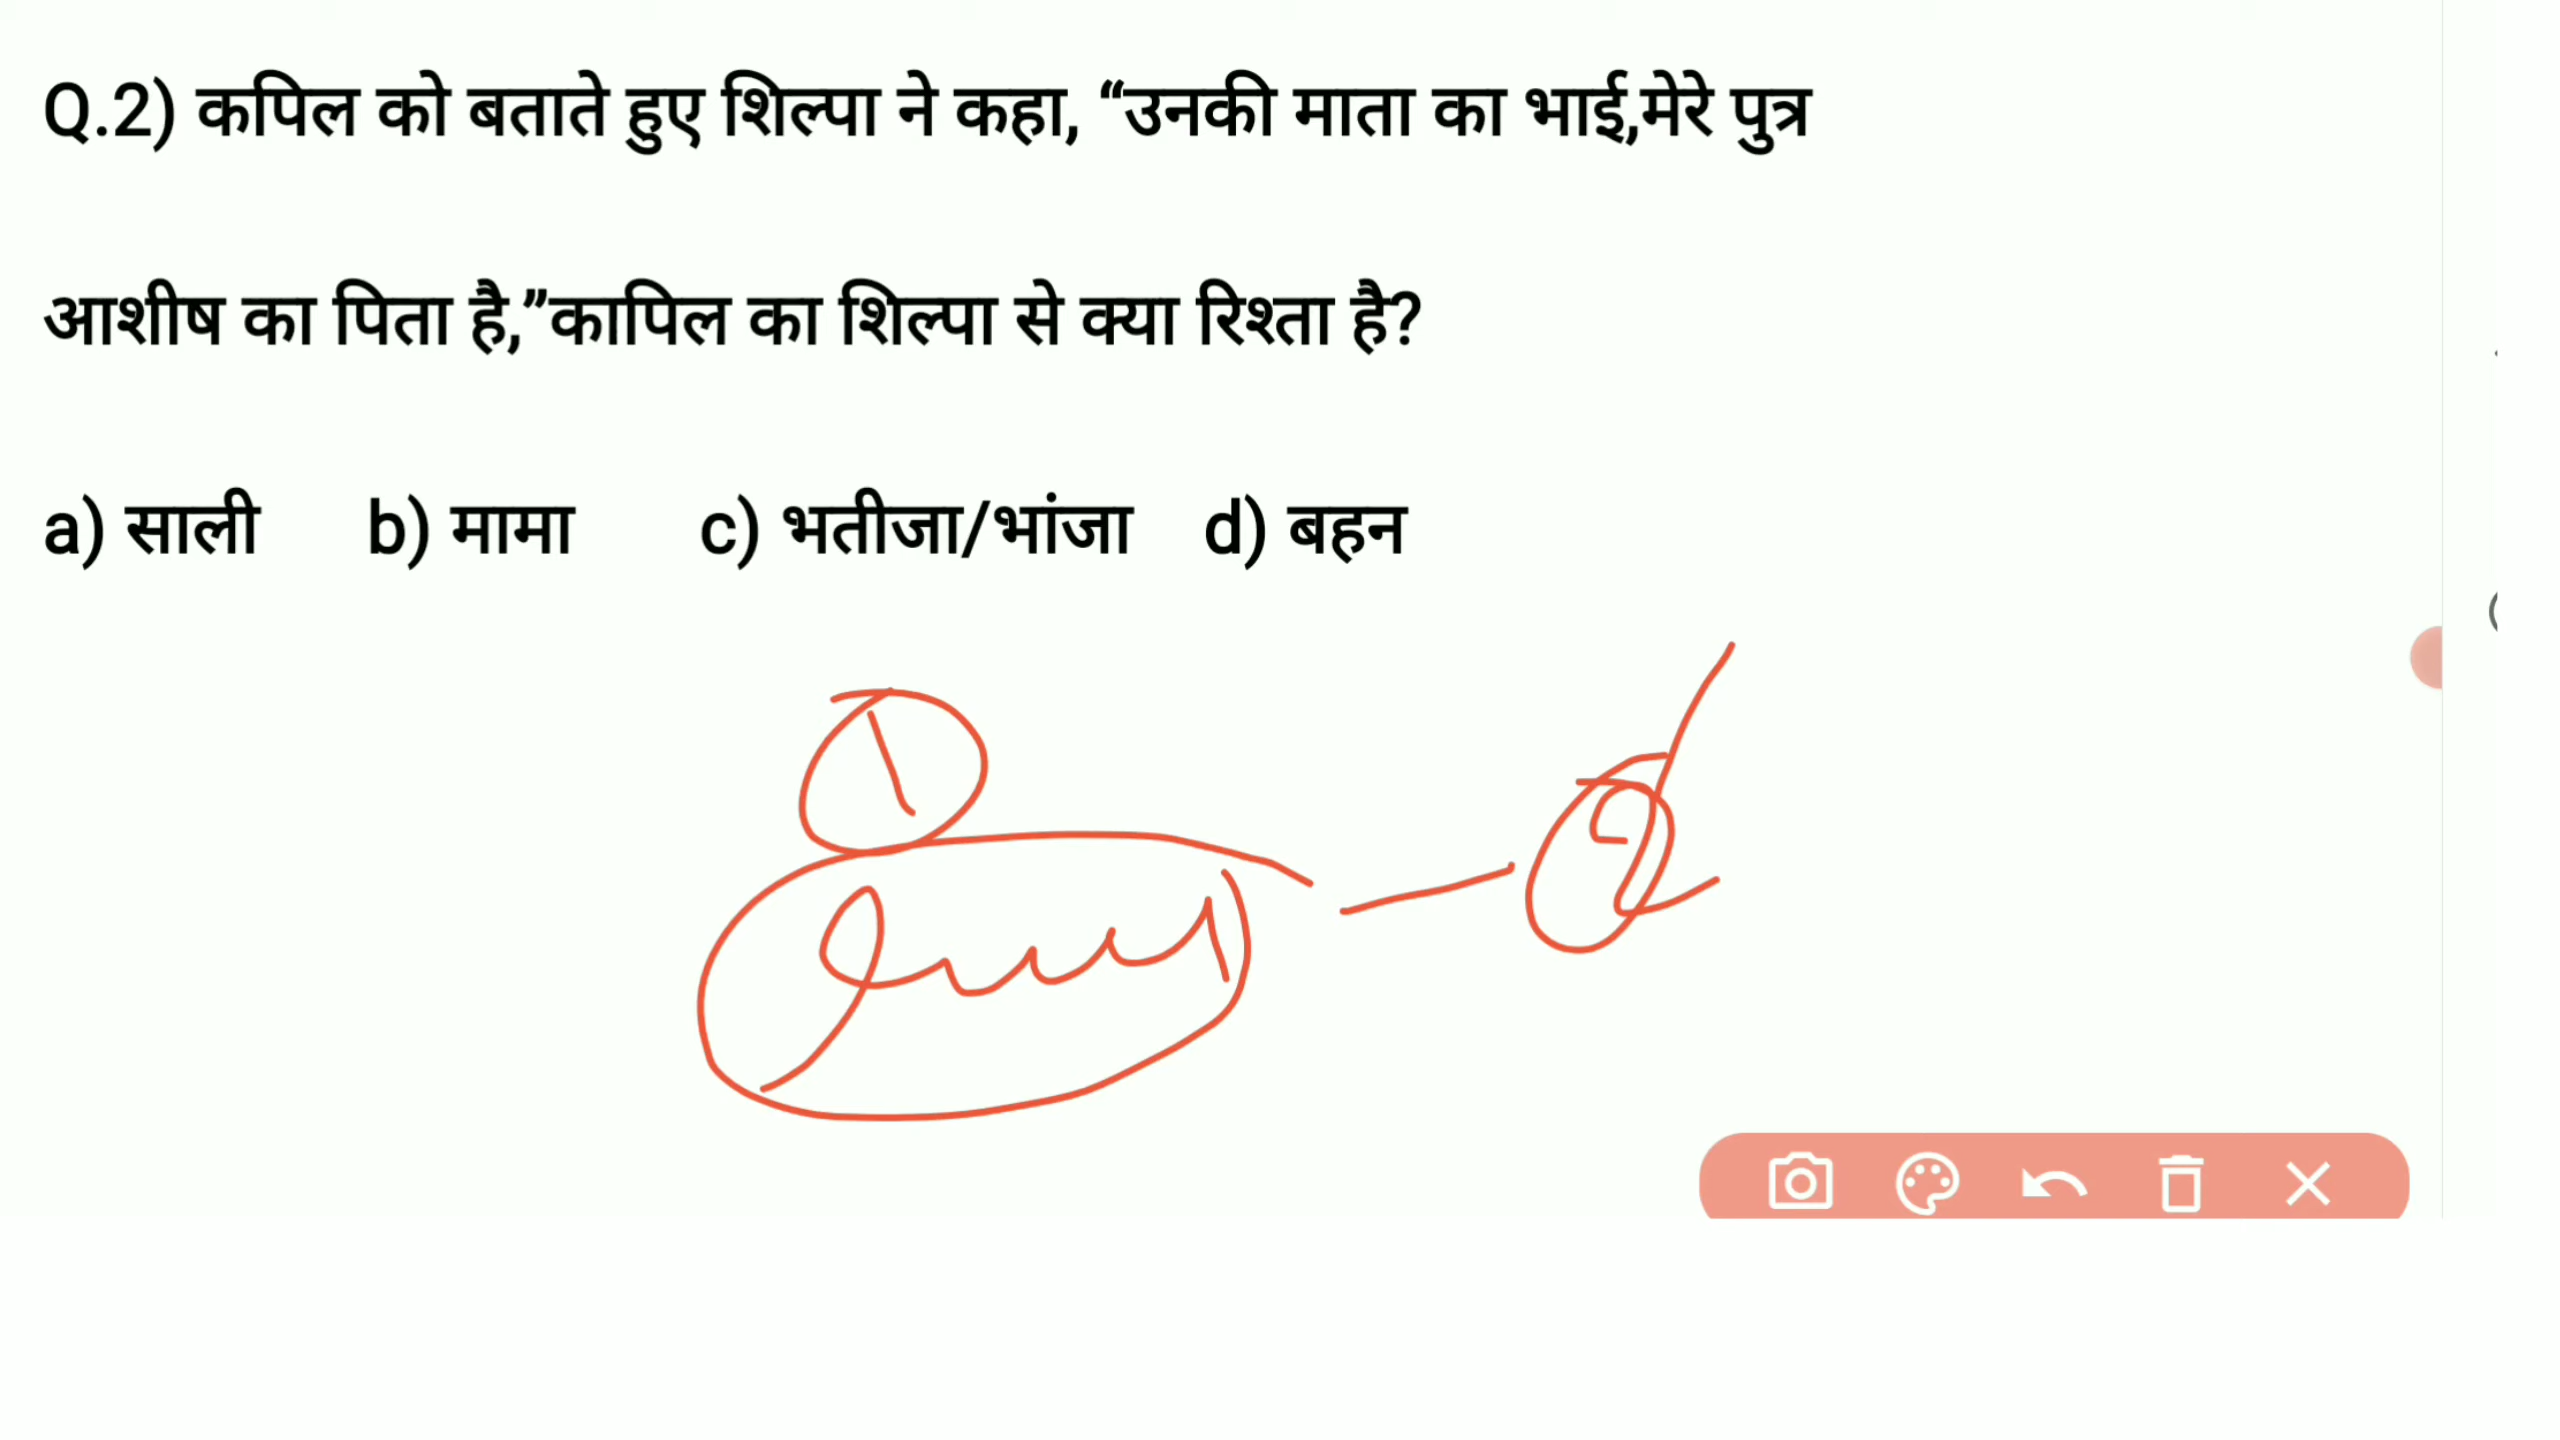 Q.2) कपिल को बताते हुए शिल्पा ने कहा, “उनकी माता का भाई,मेरे पुत्र
आशीष का पिता है,”कापिल का शिल्पा से क्या रिश्ता है?
a) साली b) मामा c) भतीजा/भांजा d) बहन